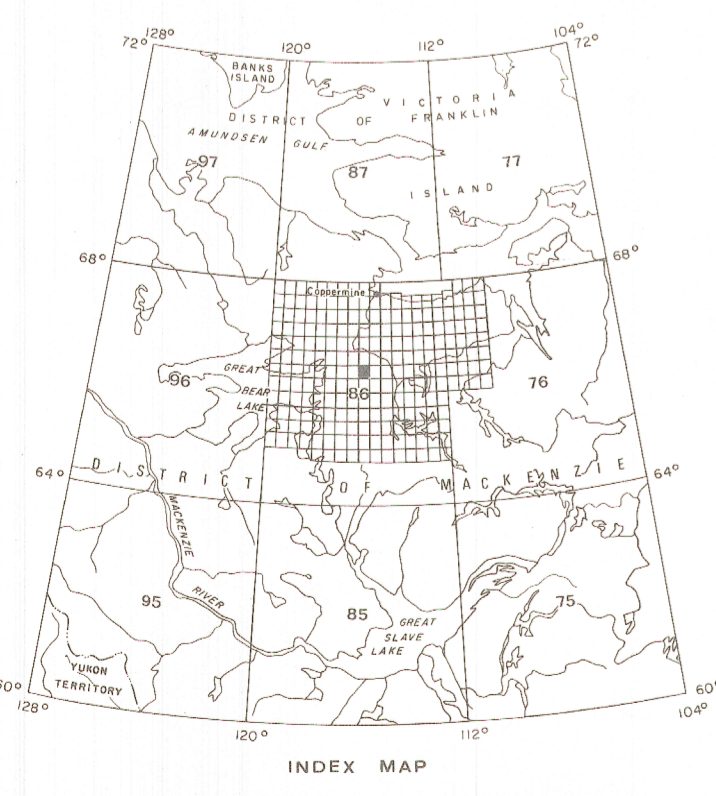 128°
120°
112°
104°
72°
72°
BANKS
ISLAND
VICTORIA
DISTRICT OF FRANKLIN
AMUNDSEN GULF
97
87
77
ISLAND
68°
68°
Coppermine
GREAT
BEAR
LAKE
96
86
76
64°
DISTRICT OF MACKENZIE
64°
MACKENZIE
RIVER
95
85
75
GREAT
SLAVE
LAKE
YUKON
TERRITORY
60°
60°
128°
104°
120°
112°
INDEX MAP